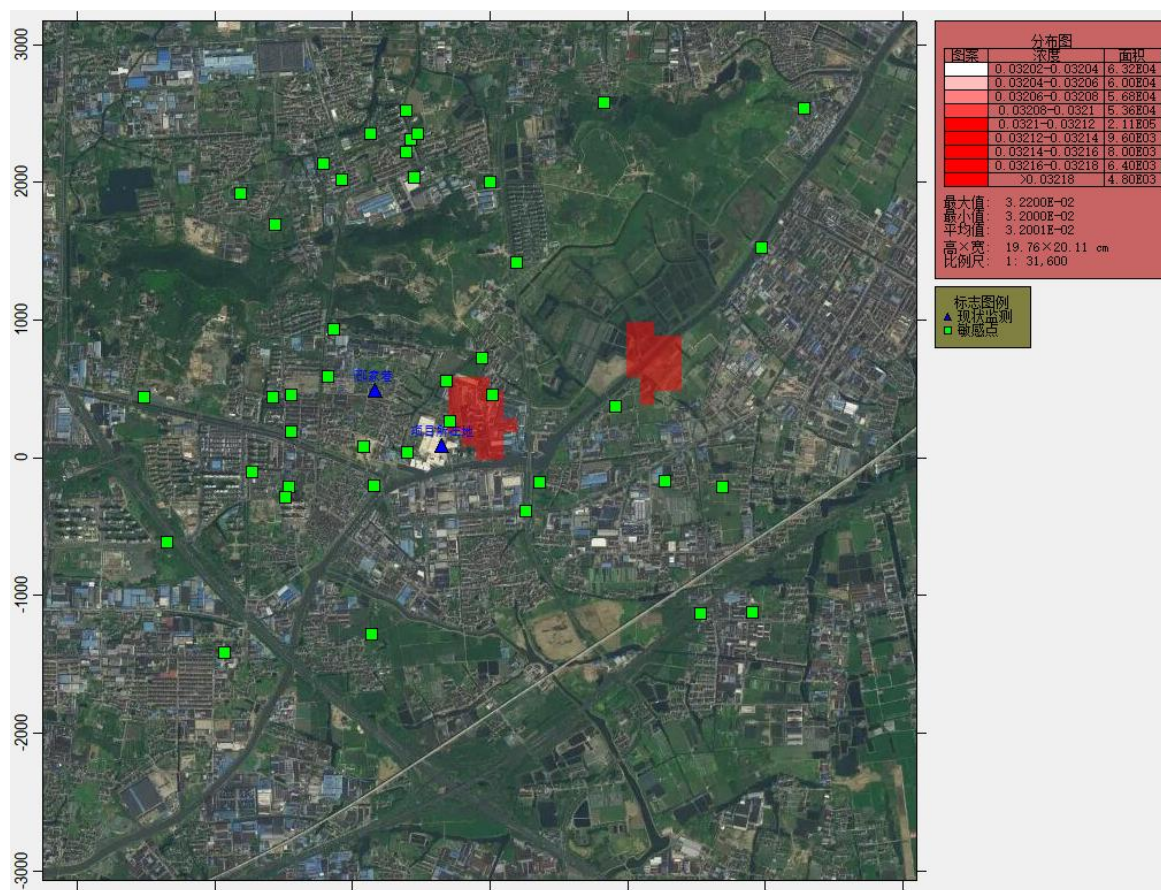 3000
2000
1000
0
-1000
-2000
-3000
项目所在地
分布图
图案 浓度 面积
0.03202-0.03204 6.32E04
0.03204-0.03206 6.00E04
0.03206-0.03208 5.68E04
0.03208-0.0321 5.36E04
0.0321-0.03212 2.11E05
0.03212-0.03214 9.60E03
0.03214-0.03216 8.00E03
0.03216-0.03218 6.40E03
>0.03218 4.80E03
最大值: 3.2200E-02
最小值: 3.2000E-02
平均值: 3.2001E-02
高×宽: 19.76×20.11 cm
比例尺: 1: 31,600
标志图例
现状监测
敏感点